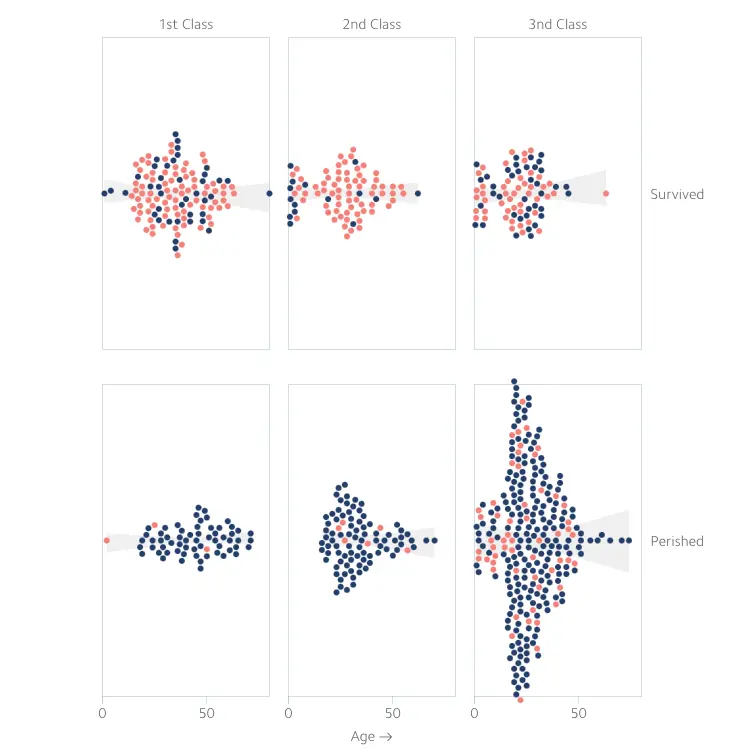 1st Class 2nd Class 3nd Class
Survived
Perished
0 50 0 50 0 50
Age →